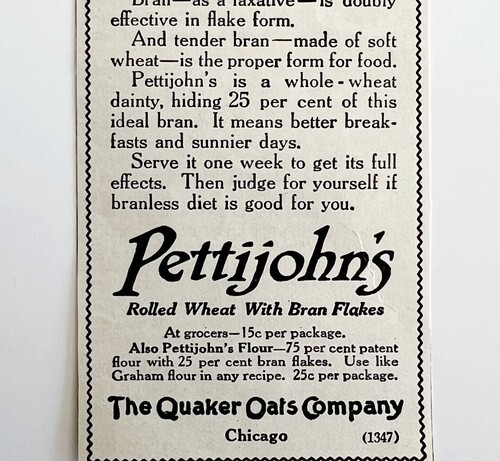 Bran—as a laxative—is doubly
effective in flake form.
And tender bran—made of soft
wheat—is the proper form for food.
Pettijohn's is a whole-wheat
dainty, hiding 25 per cent of this
ideal bran. It means better break-
fasts and sunnier days.
Serve it one week to get its full
effects. Then judge for yourself if
branless diet is good for you.
Pettijohn's
Rolled Wheat With Bran Flakes
At grocers—15c per package.
Also Pettijohn's Flour—75 per cent patent
flour with 25 per cent bran flakes. Use like
Graham flour in any recipe. 25c per package.
The Quaker Oats Company
Chicago (1347)